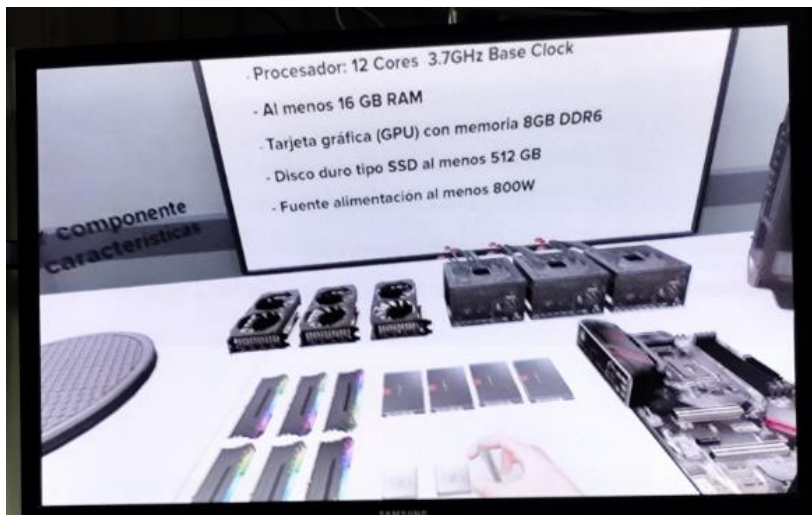 - Procesador: 12 Cores 3.7GHz Base Clock
- Al menos 16 GB RAM
- Tarjeta gráfica (GPU) con memoria 8GB DDR6
- Disco duro tipo SSD al menos 512 GB
- Fuente alimentación al menos 800W
componente
características
SAMSUNG